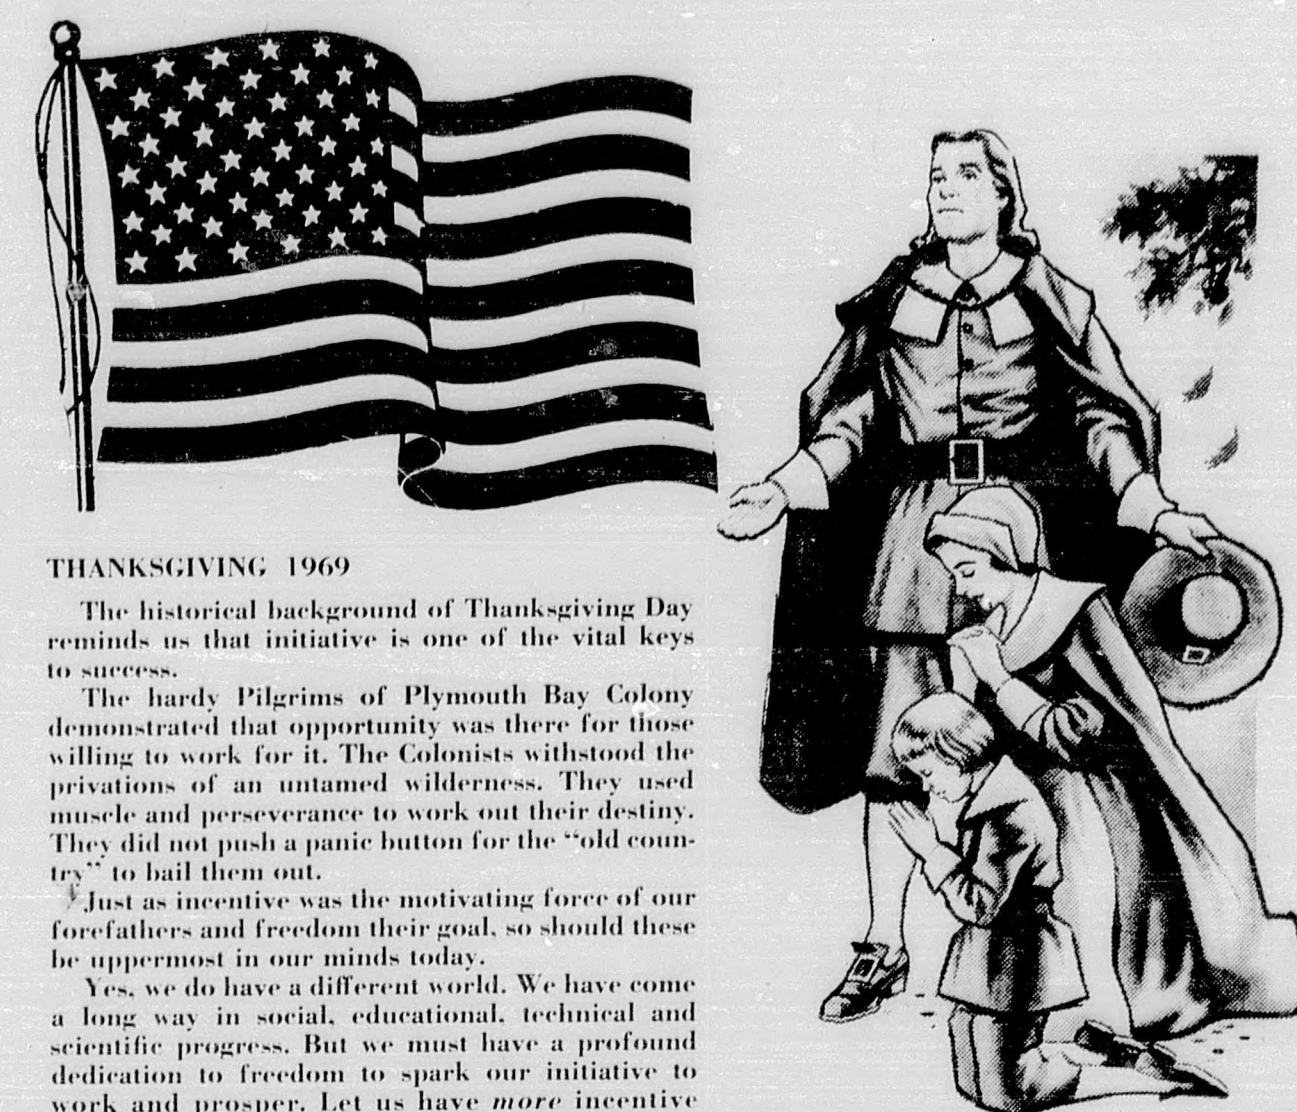 THANKSGIVING 1969
The historical background of Thanksgiving Day
reminds us that initiative is one of the vital keys
to success.
The hardy Pilgrims of Plymouth Bay Colony
demonstrated that opportunity was there for those
willing to work for it. The Colonists withstood the
privations of an untamed wilderness. They used
muscle and perseverance to work out their destiny.
They did not push a panic button for the "old coun-
try" to bail them out.
Just as incentive was the motivating force of our
forefathers and freedom their goal, so should these
be uppermost in our minds today.
Yes, we do have a different world. We have come
a long way in social, educational, technical and
scientific progress. But we must have a profound
dedication to freedom to spark our initiative to
work and prosper. Let us have more incentive